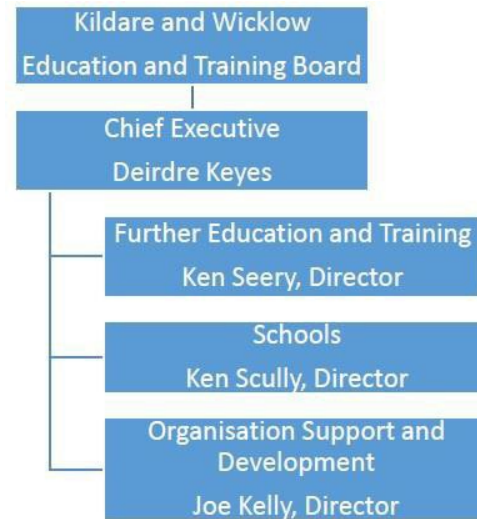 Kildare and Wicklow
Education and Training Board
Chief Executive
Deirdre Keyes
Further Education and Training
Ken Seery, Director
Schools
Ken Scully, Director
Organisation Support and
Development
Joe Kelly, Director